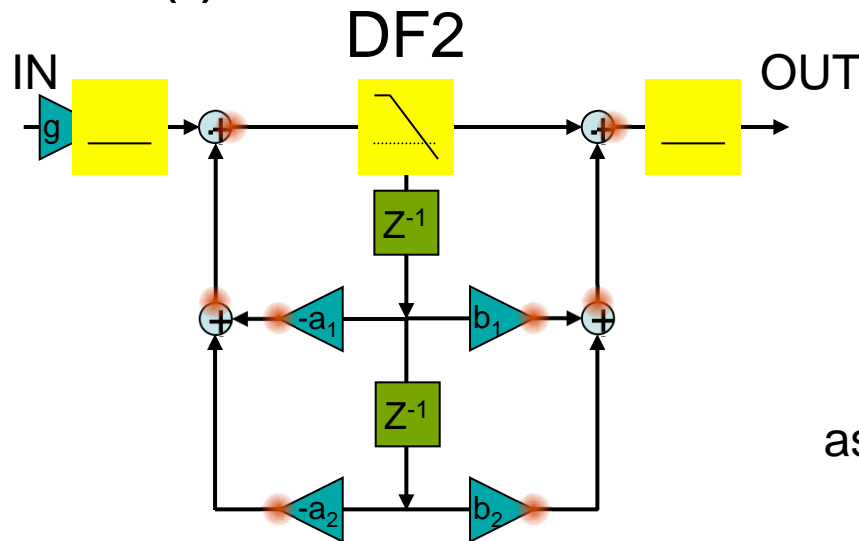 DF2
IN
OUT
g
+
+
Z⁻¹
+
-a₁
b₁
+
Z⁻¹
as
-a₂
b₂